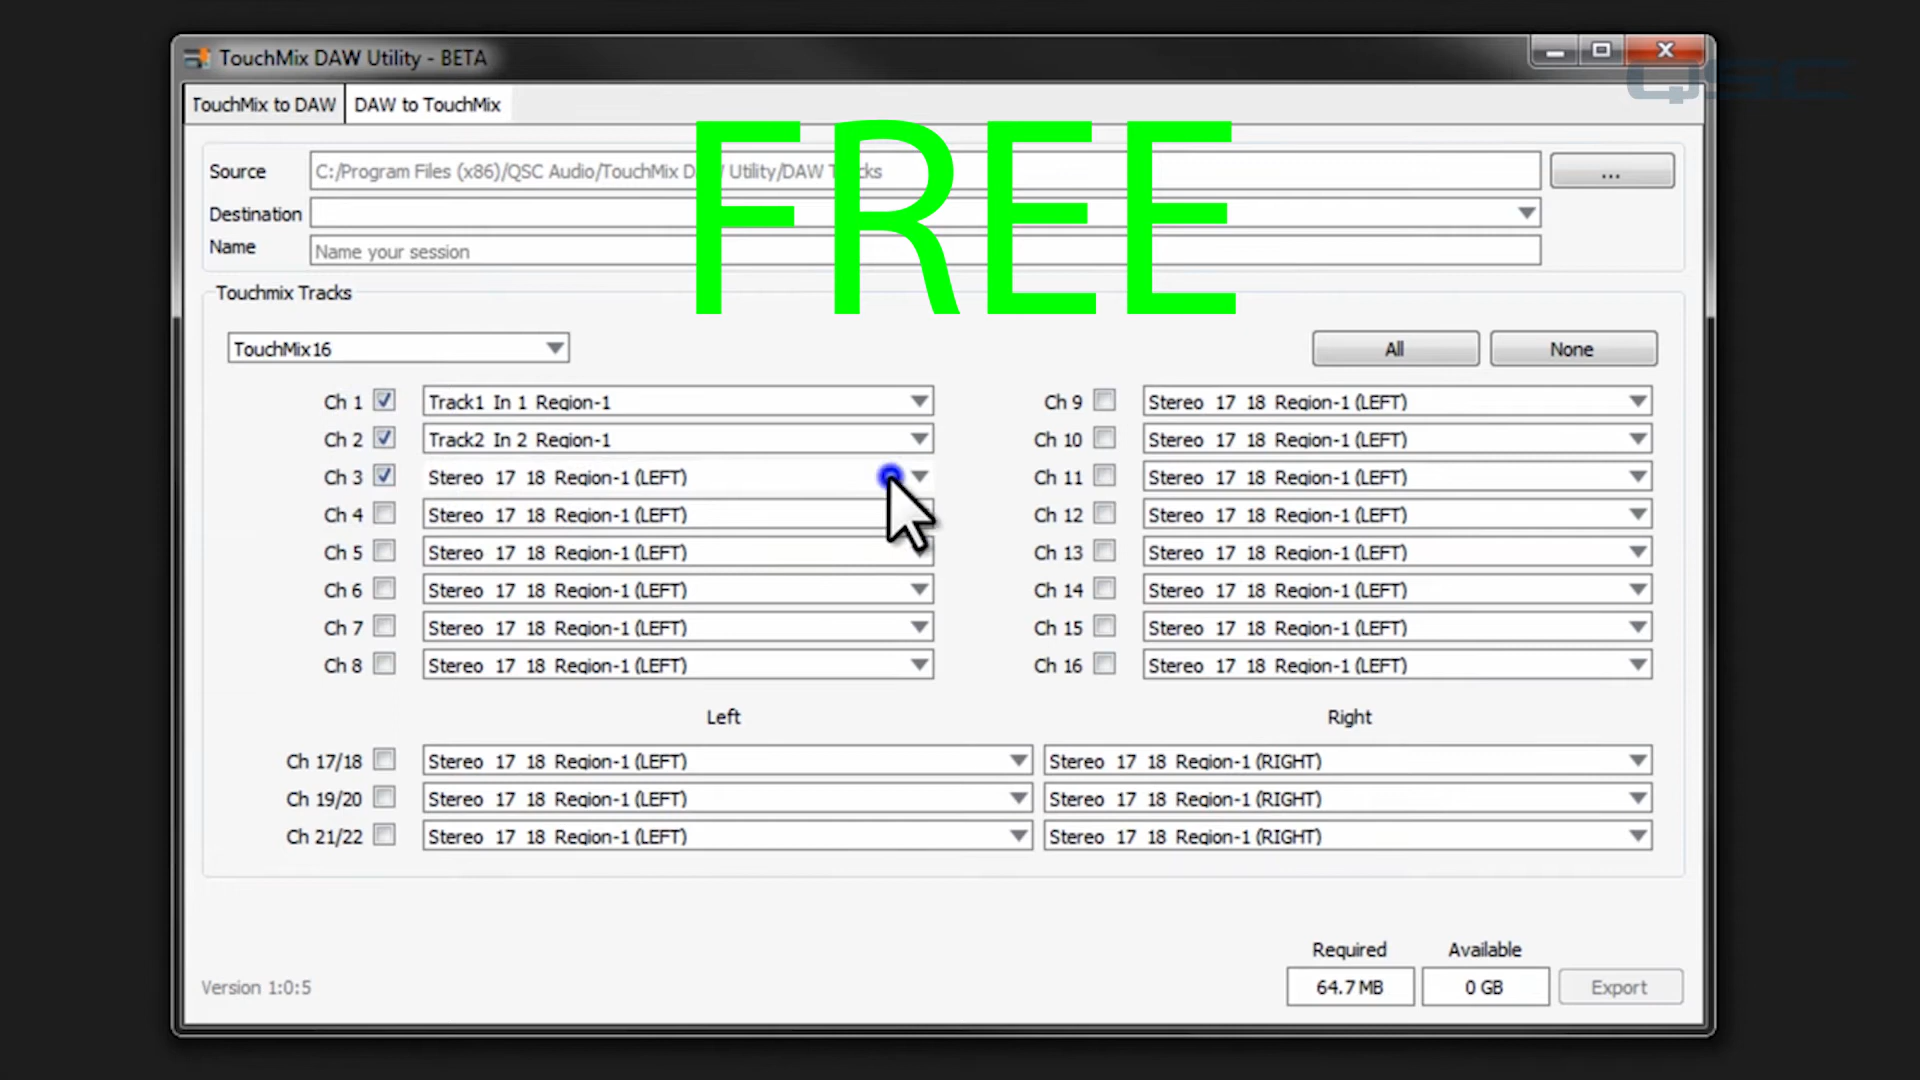 TouchMix DAW Utility - BETA
QSC
TouchMix to DAW DAW to TouchMix
FREE
Source C:/Program Files (x86)/QSC Audio/TouchMix DAW Utility/DAW Tracks ...
Destination
Name Name your session
Touchmix Tracks
TouchMix16 All None
Ch 1 Track1 In 1 Region-1 Ch 9 Stereo 17 18 Region-1 (LEFT)
Ch 2 Track2 In 2 Region-1 Ch 10 Stereo 17 18 Region-1 (LEFT)
Ch 3 Stereo 17 18 Region-1 (LEFT) Ch 11 Stereo 17 18 Region-1 (LEFT)
Ch 4 Stereo 17 18 Region-1 (LEFT) Ch 12 Stereo 17 18 Region-1 (LEFT)
Ch 5 Stereo 17 18 Region-1 (LEFT) Ch 13 Stereo 17 18 Region-1 (LEFT)
Ch 6 Stereo 17 18 Region-1 (LEFT) Ch 14 Stereo 17 18 Region-1 (LEFT)
Ch 7 Stereo 17 18 Region-1 (LEFT) Ch 15 Stereo 17 18 Region-1 (LEFT)
Ch 8 Stereo 17 18 Region-1 (LEFT) Ch 16 Stereo 17 18 Region-1 (LEFT)
Left Right
Ch 17/18 Stereo 17 18 Region-1 (LEFT) Stereo 17 18 Region-1 (RIGHT)
Ch 19/20 Stereo 17 18 Region-1 (LEFT) Stereo 17 18 Region-1 (RIGHT)
Ch 21/22 Stereo 17 18 Region-1 (LEFT) Stereo 17 18 Region-1 (RIGHT)
Required Available
Version 1:0:5 64.7 MB 0 GB Export